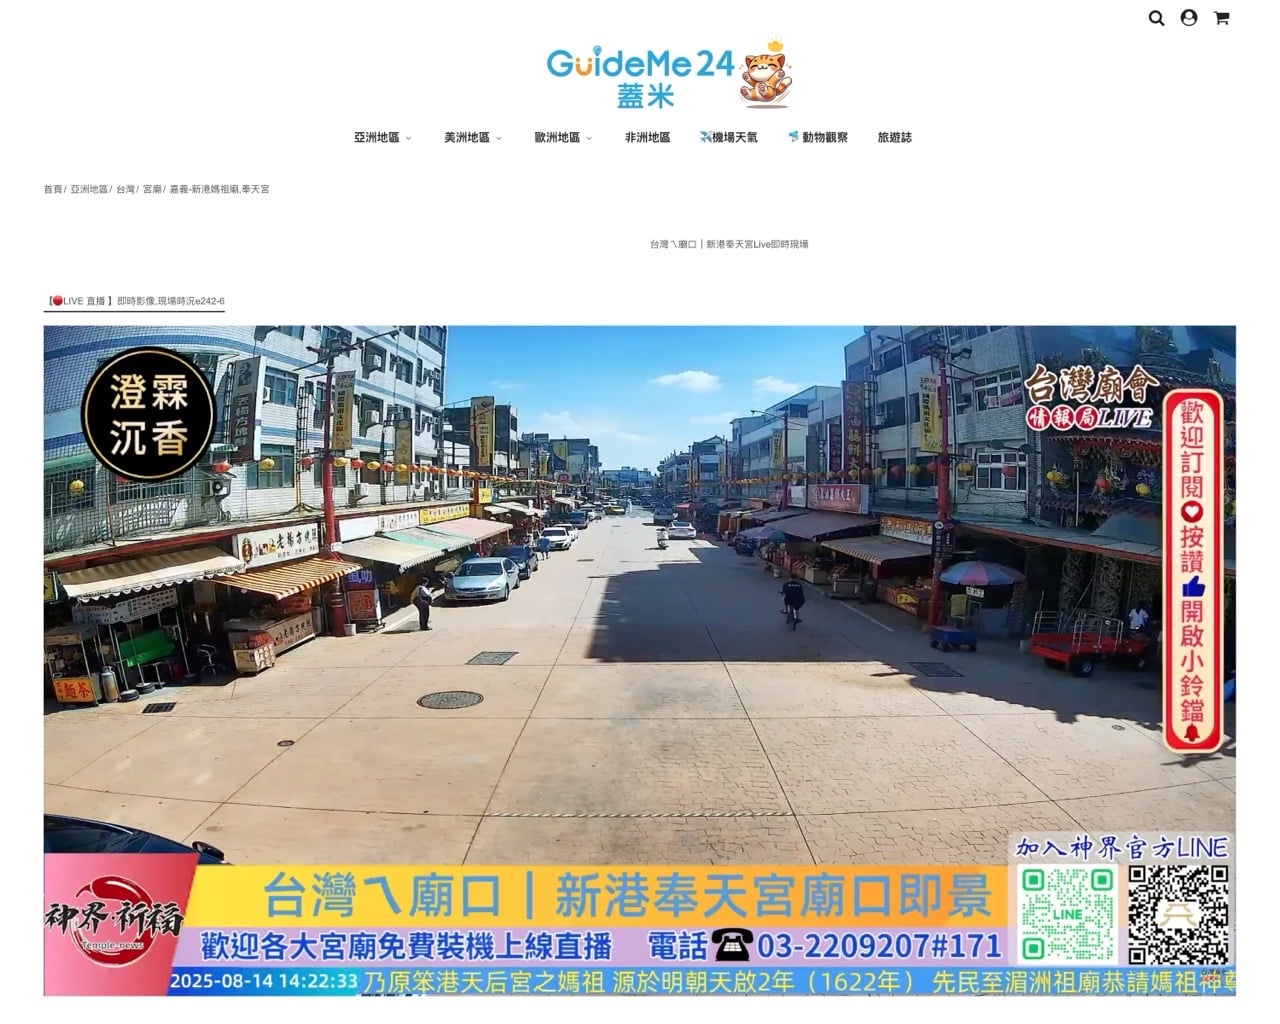 GuideMe 24
蓋米
亞洲地區 美洲地區 歐洲地區 非洲地區 機場天氣 動物觀察 旅遊誌
首頁 / 亞洲地區 / 台灣 / 宮廟 / 嘉義-新港媽祖廟,奉天宮
台灣ㄟ廟口｜新港奉天宮Live即時現場
【🔴LIVE 直播 】即時影像,現場時況e242-6
澄霖
沉香
台灣廟會
情報局LIVE
歡迎訂閱
按讚
開啟小鈴鐺
麵茶
加入神界官方LINE
LINE
神界·祈福
Temple_news
台灣ㄟ廟口｜新港奉天宮廟口即景
歡迎各大宮廟免費裝機上線直播 電話☎03-2209207#171
2025-08-14 14:22:33
乃原笨港天后宮之媽祖 源於明朝天啟2年（1622年） 先民至湄洲祖廟恭請媽祖神尊